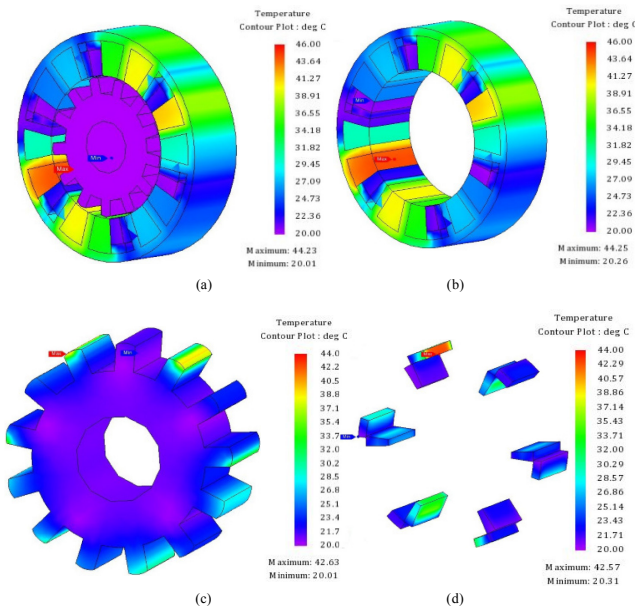 Temperature
Contour Plot : deg C
46.00
43.64
41.27
38.91
36.55
34.18
31.82
29.45
27.09
24.73
22.36
20.00
Maximum: 44.23
Minimum: 20.01
Min
Max
(a)
Temperature
Contour Plot : deg C
46.00
43.64
41.27
38.91
36.55
34.18
31.82
29.45
27.09
24.73
22.36
20.00
Maximum: 44.25
Minimum: 20.26
Min
Max
(b)
Temperature
Contour Plot : deg C
44.0
42.2
40.5
38.8
37.1
35.4
33.7
32.0
30.2
28.5
26.8
25.1
23.4
21.7
20.0
Maximum: 42.63
Minimum: 20.01
Max
Min
(c)
Temperature
Contour Plot : deg C
44.00
42.29
40.57
38.86
37.14
35.43
33.71
32.00
30.29
28.57
26.86
25.14
23.43
21.71
20.00
Maximum: 42.57
Minimum: 20.31
Max
Min
(d)